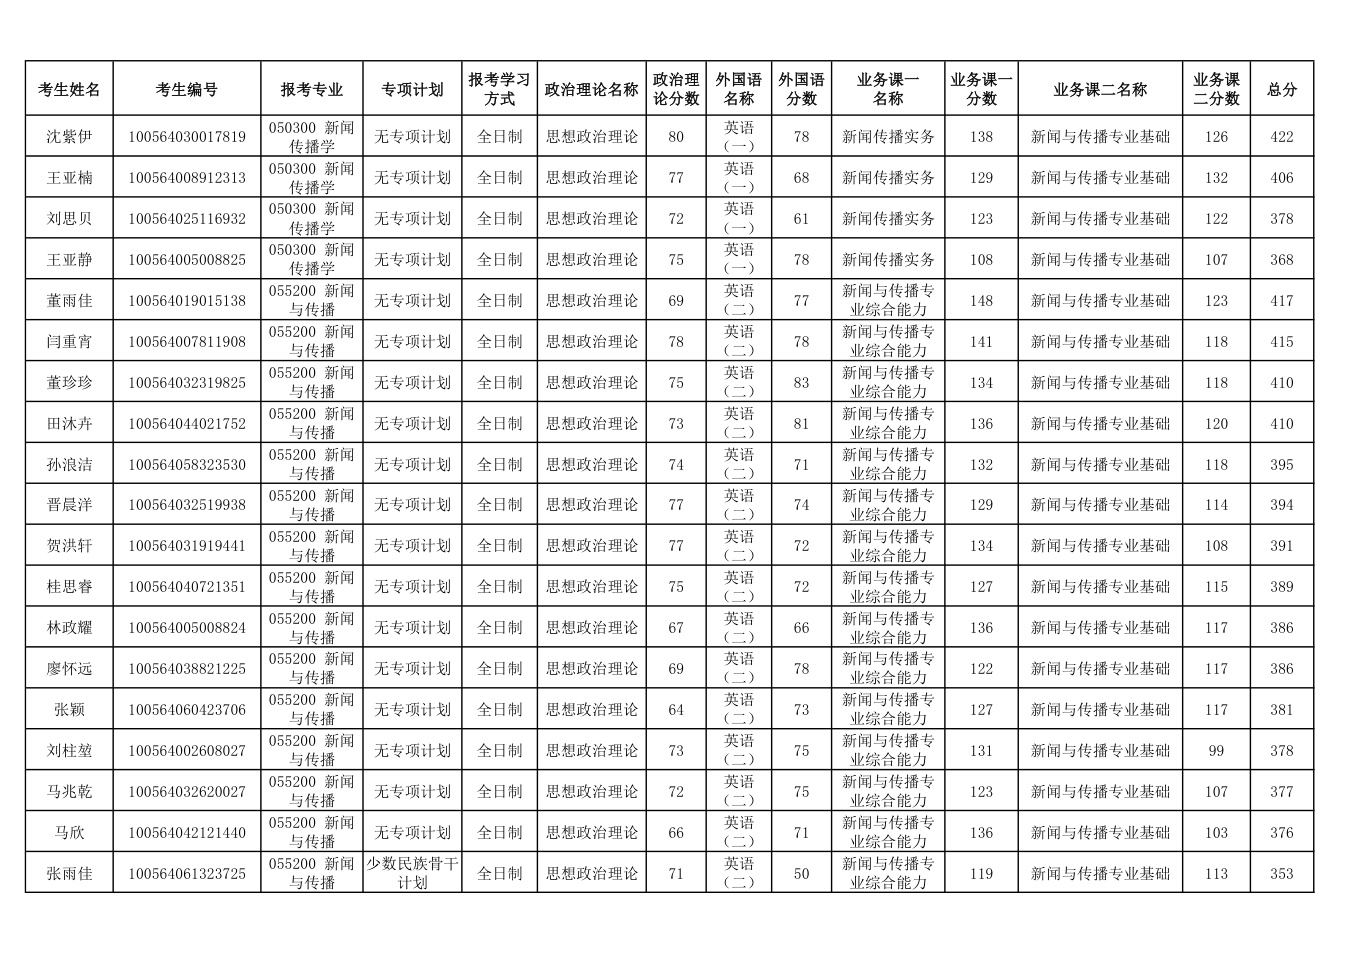 考生姓名 考生编号 报考专业 专项计划 报考学习方式 政治理论名称 政治理论分数 外国语名称 外国语分数 业务课一名称 业务课一分数 业务课二名称 业务课二分数 总分
沈紫伊 100564030017819 050300 新闻传播学 无专项计划 全日制 思想政治理论 80 英语（一） 78 新闻传播实务 138 新闻与传播专业基础 126 422
王亚楠 100564008912313 050300 新闻传播学 无专项计划 全日制 思想政治理论 77 英语（一） 68 新闻传播实务 129 新闻与传播专业基础 132 406
刘思贝 100564025116932 050300 新闻传播学 无专项计划 全日制 思想政治理论 72 英语（一） 61 新闻传播实务 123 新闻与传播专业基础 122 378
王亚静 100564005008825 050300 新闻传播学 无专项计划 全日制 思想政治理论 75 英语（一） 78 新闻传播实务 108 新闻与传播专业基础 107 368
董雨佳 100564019015138 055200 新闻与传播 无专项计划 全日制 思想政治理论 69 英语（二） 77 新闻与传播专业综合能力 148 新闻与传播专业基础 123 417
闫重宵 100564007811908 055200 新闻与传播 无专项计划 全日制 思想政治理论 78 英语（二） 78 新闻与传播专业综合能力 141 新闻与传播专业基础 118 415
董珍珍 100564032319825 055200 新闻与传播 无专项计划 全日制 思想政治理论 75 英语（二） 83 新闻与传播专业综合能力 134 新闻与传播专业基础 118 410
田沐卉 100564044021752 055200 新闻与传播 无专项计划 全日制 思想政治理论 73 英语（二） 81 新闻与传播专业综合能力 136 新闻与传播专业基础 120 410
孙浪洁 100564058323530 055200 新闻与传播 无专项计划 全日制 思想政治理论 74 英语（二） 71 新闻与传播专业综合能力 132 新闻与传播专业基础 118 395
晋晨洋 100564032519938 055200 新闻与传播 无专项计划 全日制 思想政治理论 77 英语（二） 74 新闻与传播专业综合能力 129 新闻与传播专业基础 114 394
贺洪轩 100564031919441 055200 新闻与传播 无专项计划 全日制 思想政治理论 77 英语（二） 72 新闻与传播专业综合能力 134 新闻与传播专业基础 108 391
桂思睿 100564040721351 055200 新闻与传播 无专项计划 全日制 思想政治理论 75 英语（二） 72 新闻与传播专业综合能力 127 新闻与传播专业基础 115 389
林政耀 100564005008824 055200 新闻与传播 无专项计划 全日制 思想政治理论 67 英语（二） 66 新闻与传播专业综合能力 136 新闻与传播专业基础 117 386
廖怀远 100564038821225 055200 新闻与传播 无专项计划 全日制 思想政治理论 69 英语（二） 78 新闻与传播专业综合能力 122 新闻与传播专业基础 117 386
张颖 100564060423706 055200 新闻与传播 无专项计划 全日制 思想政治理论 64 英语（二） 73 新闻与传播专业综合能力 127 新闻与传播专业基础 117 381
刘柱堃 100564002608027 055200 新闻与传播 无专项计划 全日制 思想政治理论 73 英语（二） 75 新闻与传播专业综合能力 131 新闻与传播专业基础 99 378
马兆乾 100564032620027 055200 新闻与传播 无专项计划 全日制 思想政治理论 72 英语（二） 75 新闻与传播专业综合能力 123 新闻与传播专业基础 107 377
马欣 100564042121440 055200 新闻与传播 无专项计划 全日制 思想政治理论 66 英语（二） 71 新闻与传播专业综合能力 136 新闻与传播专业基础 103 376
张雨佳 100564061323725 055200 新闻与传播 少数民族骨干计划 全日制 思想政治理论 71 英语（二） 50 新闻与传播专业综合能力 119 新闻与传播专业基础 113 353